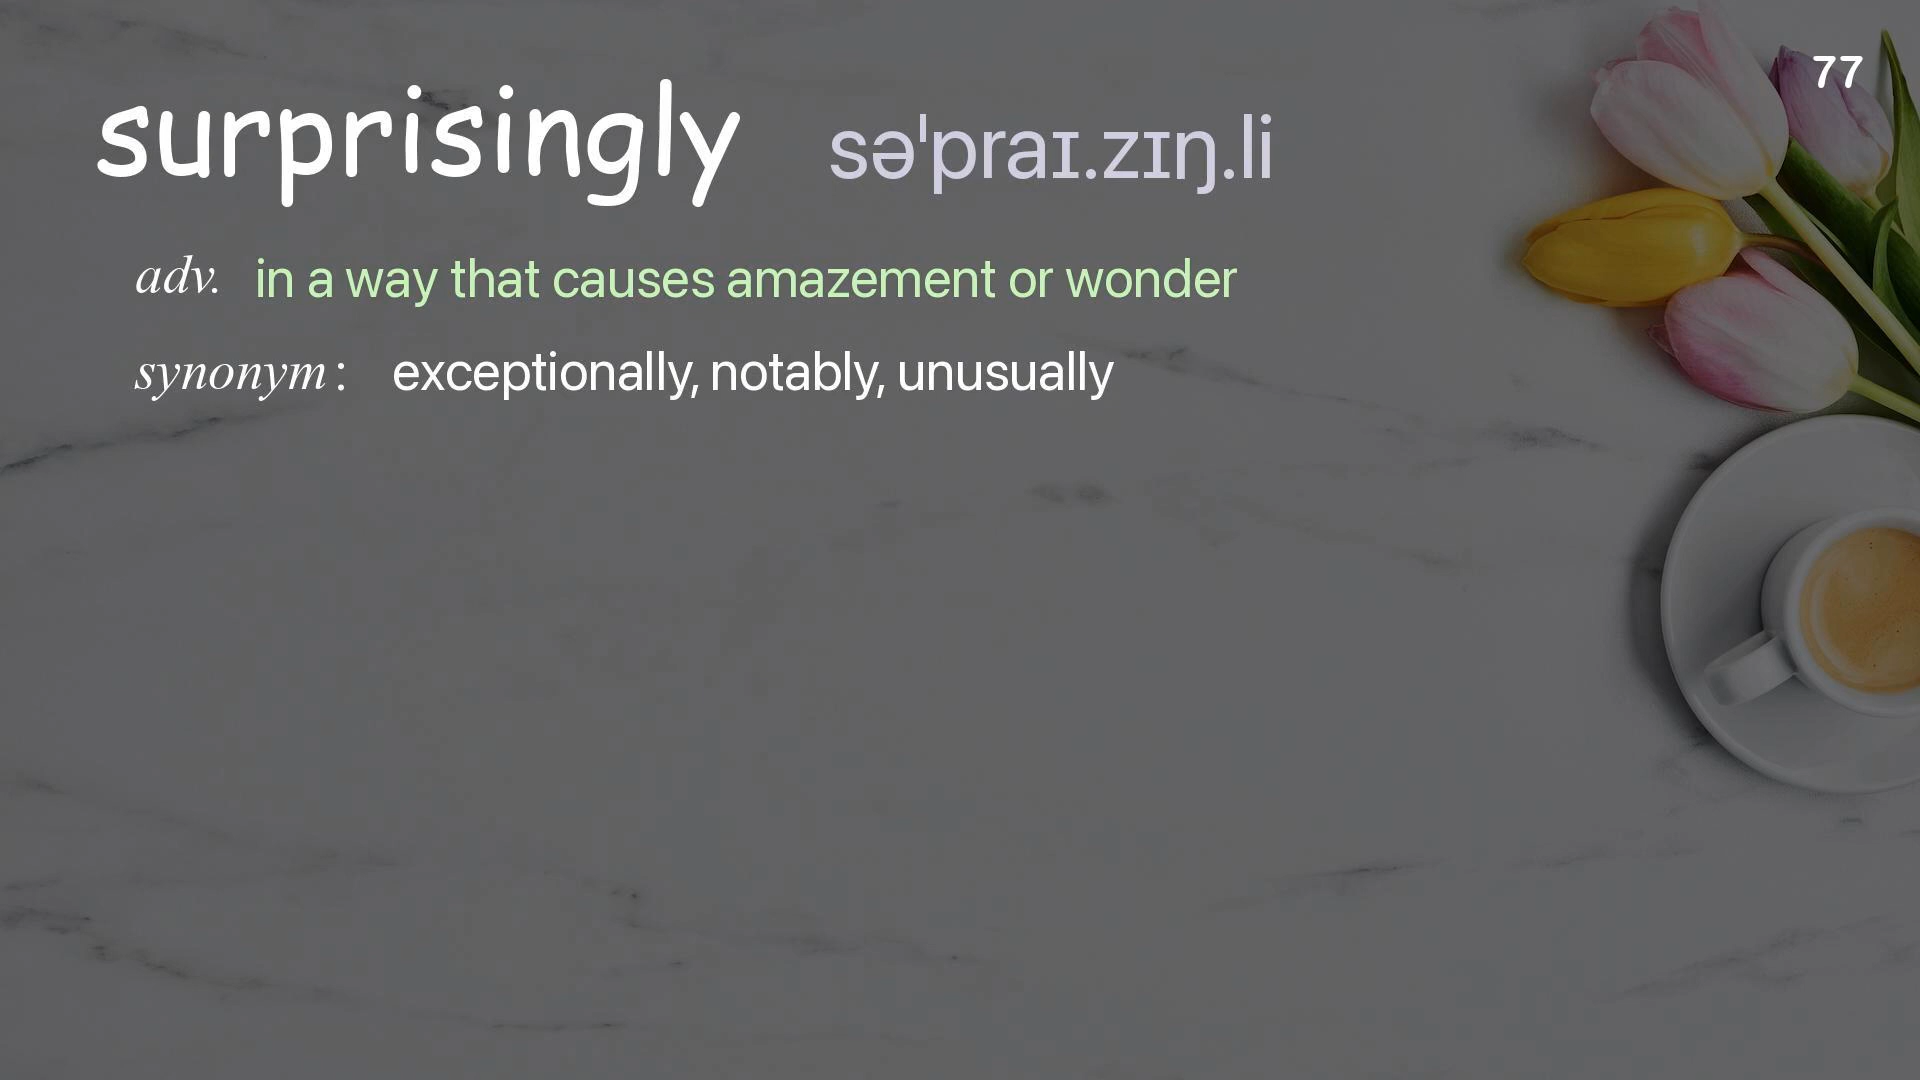 77
surprisingly səˈpraɪ.zɪŋ.li
adv. in a way that causes amazement or wonder
synonym : exceptionally, notably, unusually